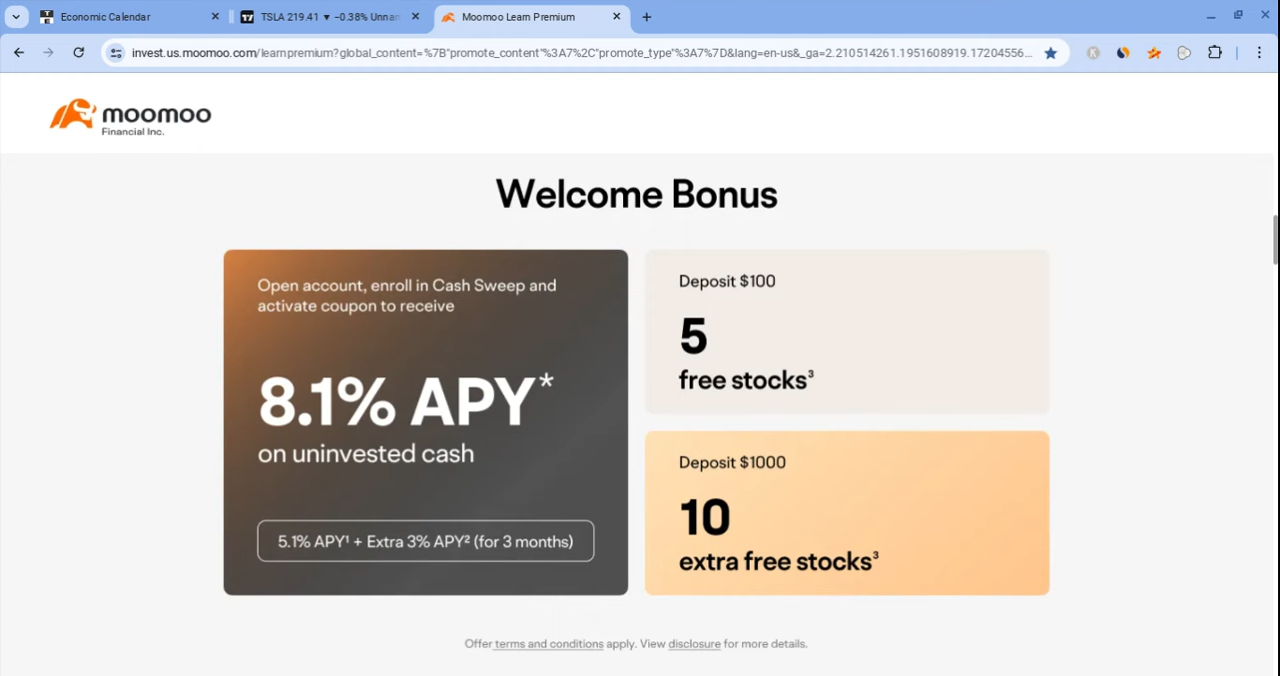 Economic Calendar
TSLA 219.41 ▼ −0.38% Unnan
Moomoo Learn Premium
invest.us.moomoo.com/learnpremium?global_content=%7B"promote_content"%3A7%2C"promote_type"%3A7%7D&lang=en-us&_ga=2.210514261.1951608919.17204556...
moomoo
Financial Inc.
Welcome Bonus
Open account, enroll in Cash Sweep and
activate coupon to receive
8.1% APY*
on uninvested cash
5.1% APY¹ + Extra 3% APY² (for 3 months)
Deposit $100
5
free stocks³
Deposit $1000
10
extra free stocks³
Offer terms and conditions apply. View disclosure for more details.